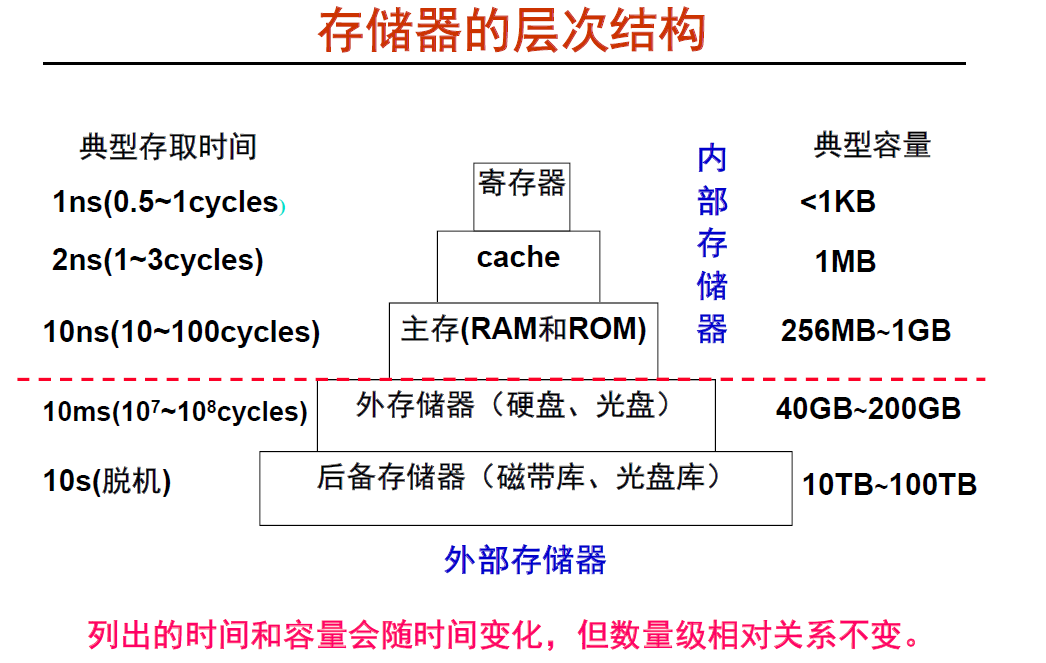 存储器的层次结构
典型存取时间
典型容量
内部存储器
1ns(0.5~1cycles)
寄存器
<1KB
2ns(1~3cycles)
cache
1MB
10ns(10~100cycles)
主存(RAM和ROM)
256MB~1GB
10ms(10⁷~10⁸cycles)
外存储器（硬盘、光盘）
40GB~200GB
10s(脱机)
后备存储器（磁带库、光盘库）
10TB~100TB
外部存储器
列出的时间和容量会随时间变化，但数量级相对关系不变。